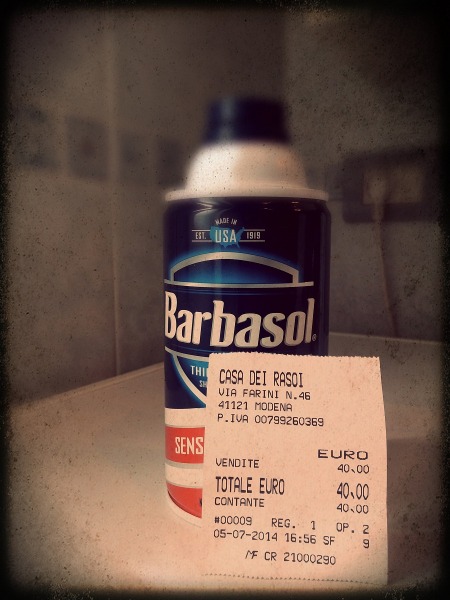 MADE IN
EST. USA 1919
Barbasol
SENS
CASA DEI RASOI
VIA FARINI N.46
41121 MODENA
P.IVA 00799260369
EURO
VENDITE 40,00
TOTALE EURO 40,00
CONTANTE 40,00
#00009 REG. 1 OP. 2
05-07-2014 16:56 SF 9
MF CR 21000290